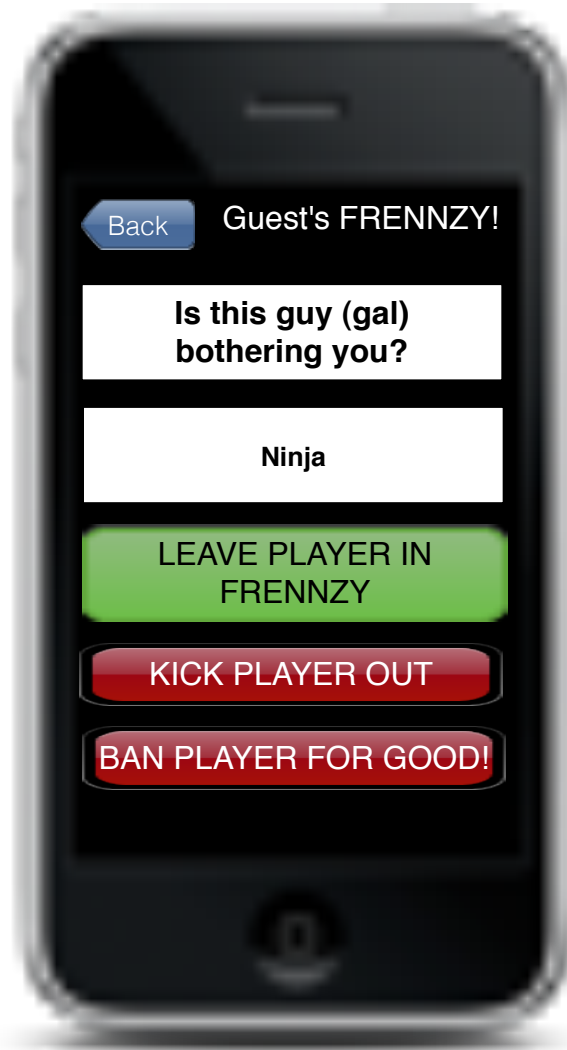 Back
Guest's FRENNZY!
Is this guy (gal)
bothering you?
Ninja
LEAVE PLAYER IN
FRENNZY
KICK PLAYER OUT
BAN PLAYER FOR GOOD!